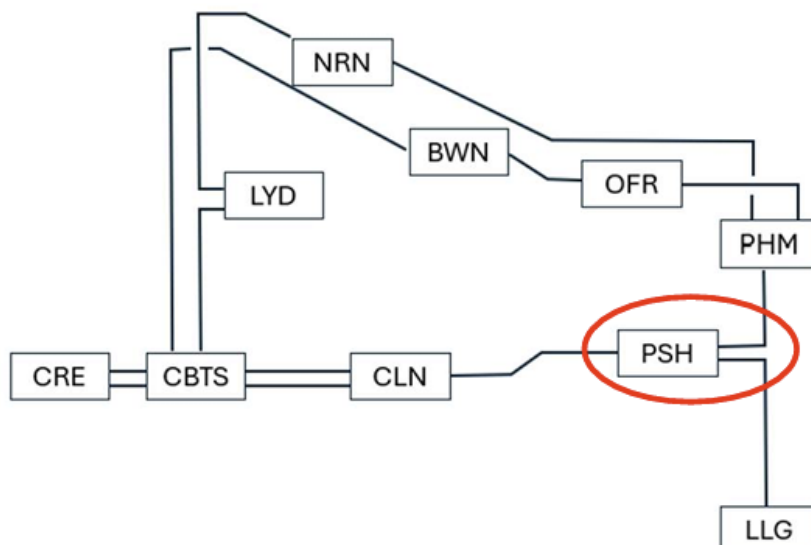 NRN
BWN
OFR
LYD
PHM
PSH
CRE
CBTS
CLN
LLG